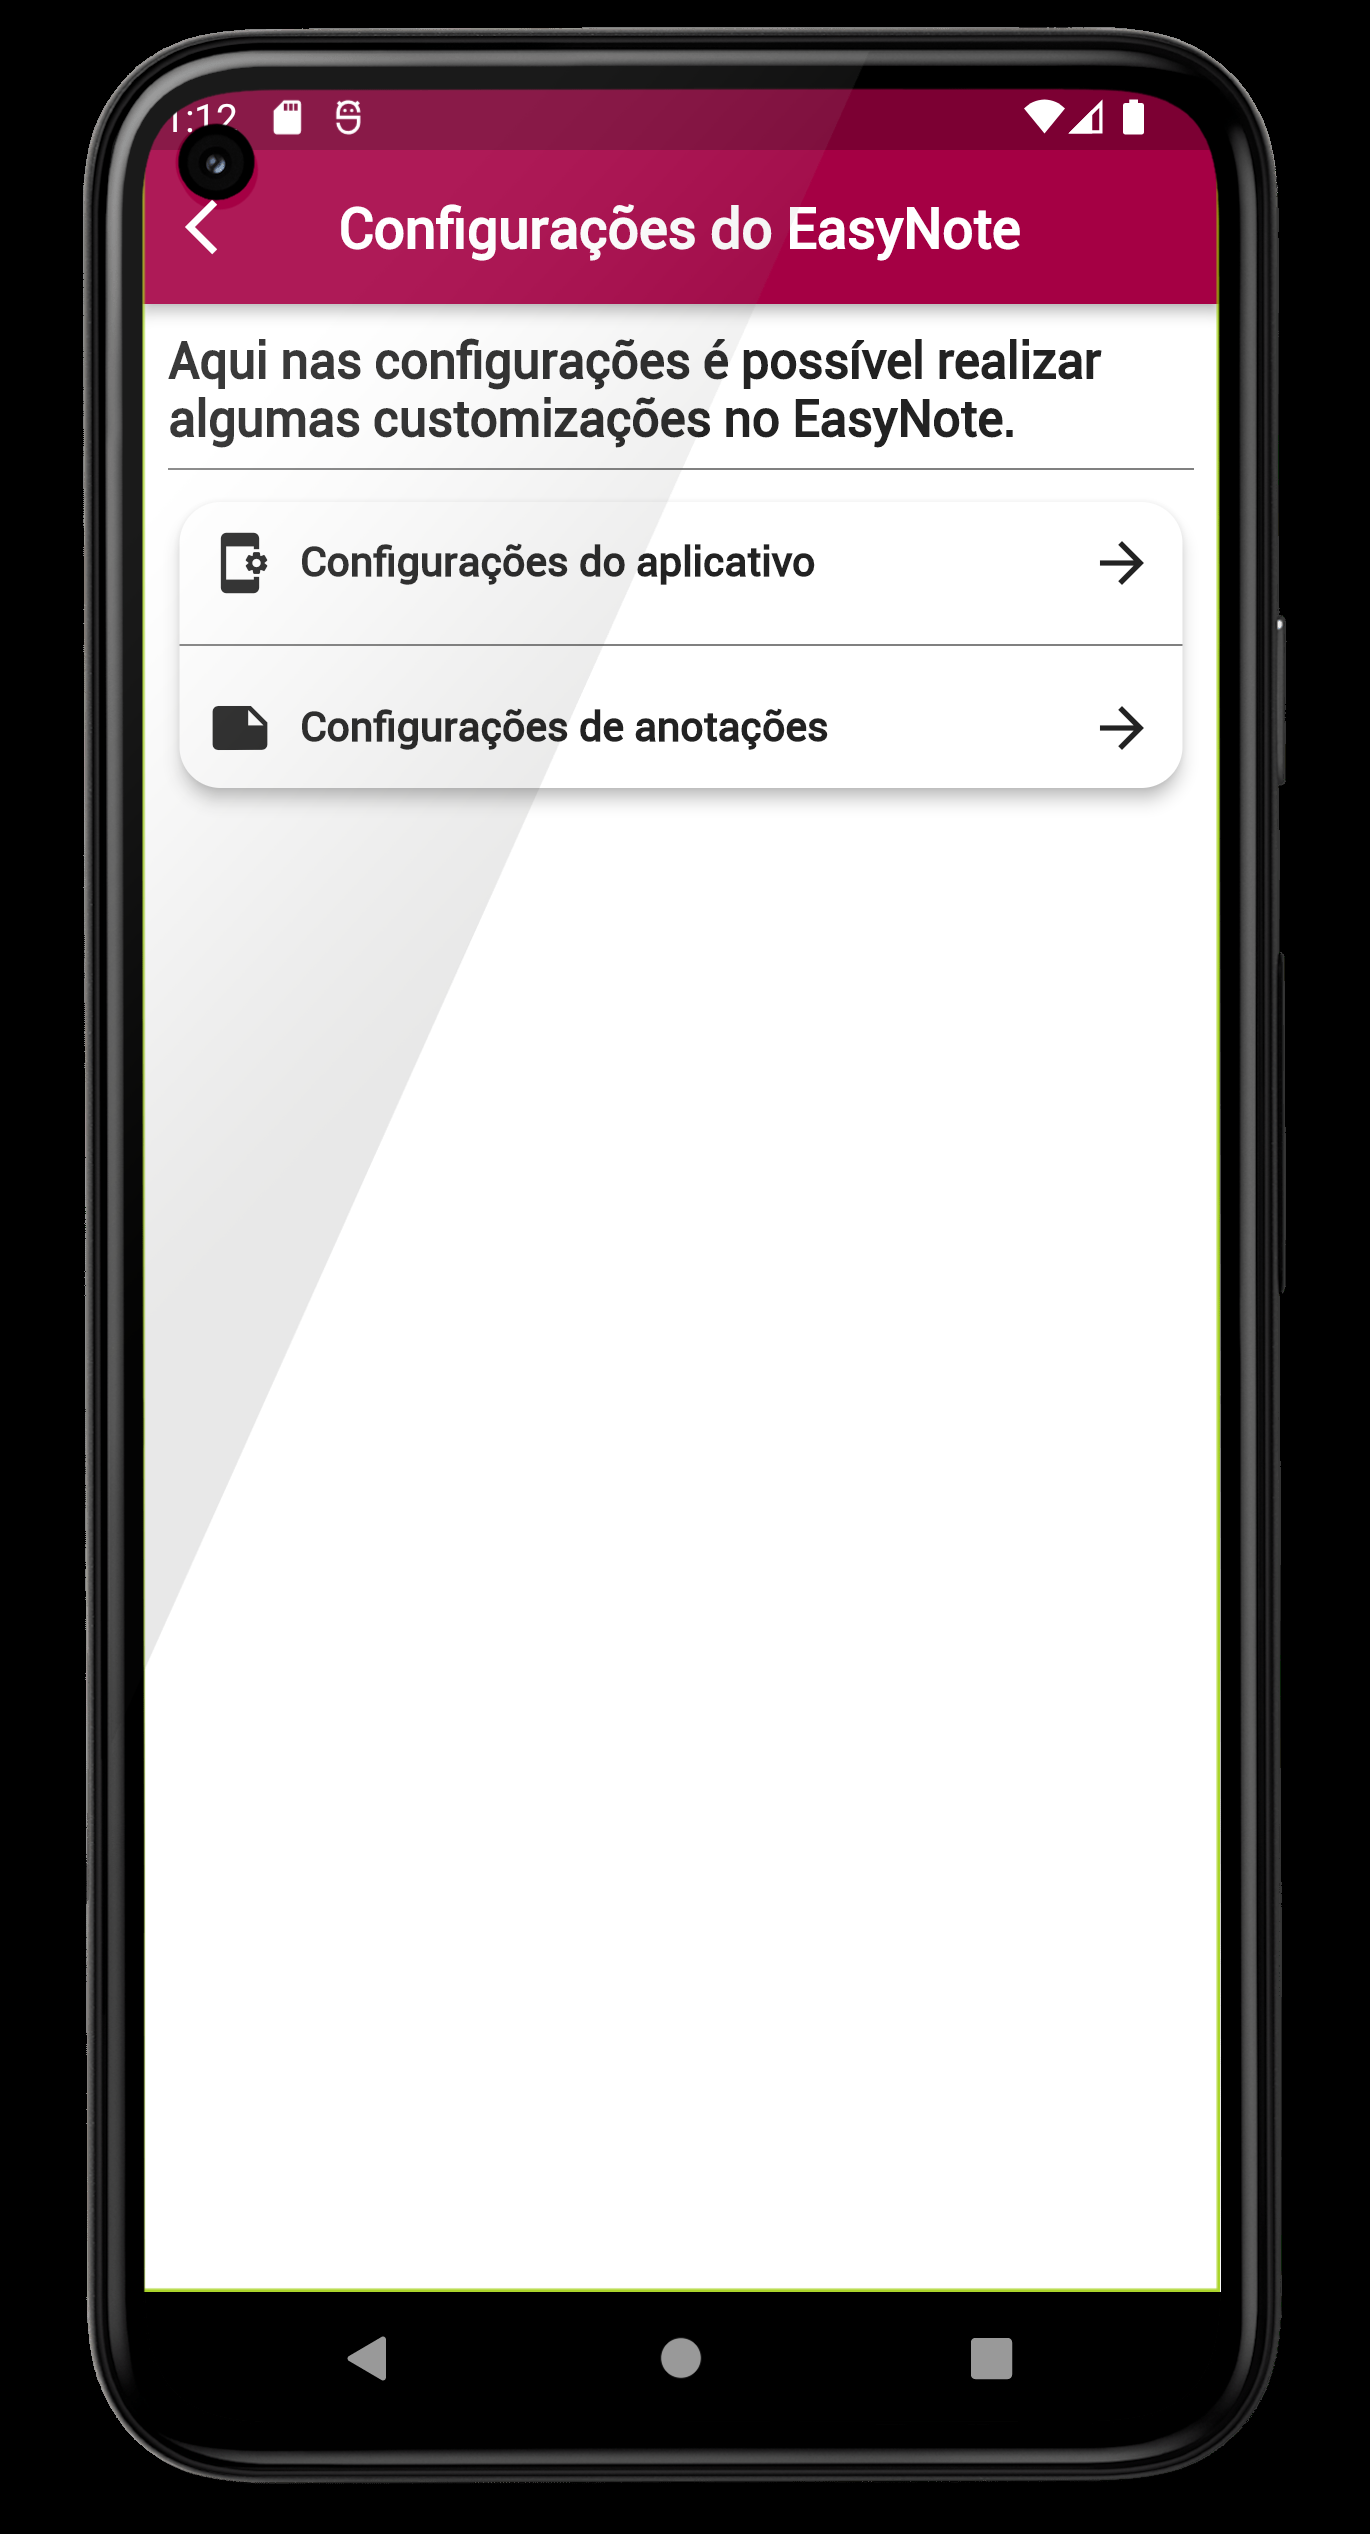 1:12
Configurações do EasyNote
Aqui nas configurações é possível realizar
algumas customizações no EasyNote.
Configurações do aplicativo
Configurações de anotações